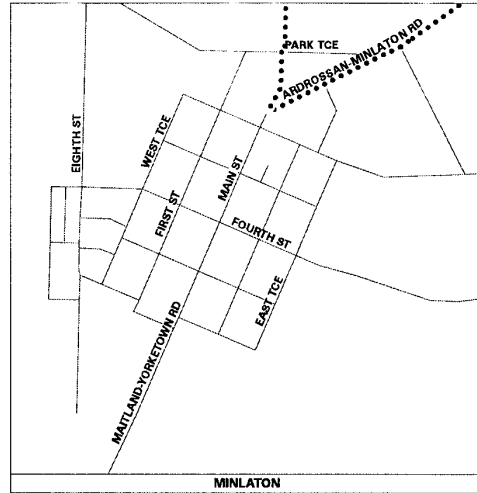 PARK TCE
ARDROSSAN-MINLATON RD
EIGHTH ST
WEST TCE
MAIN ST
FIRST ST
FOURTH ST
EAST TCE
MAITLAND-YORKETOWN RD
MINLATON